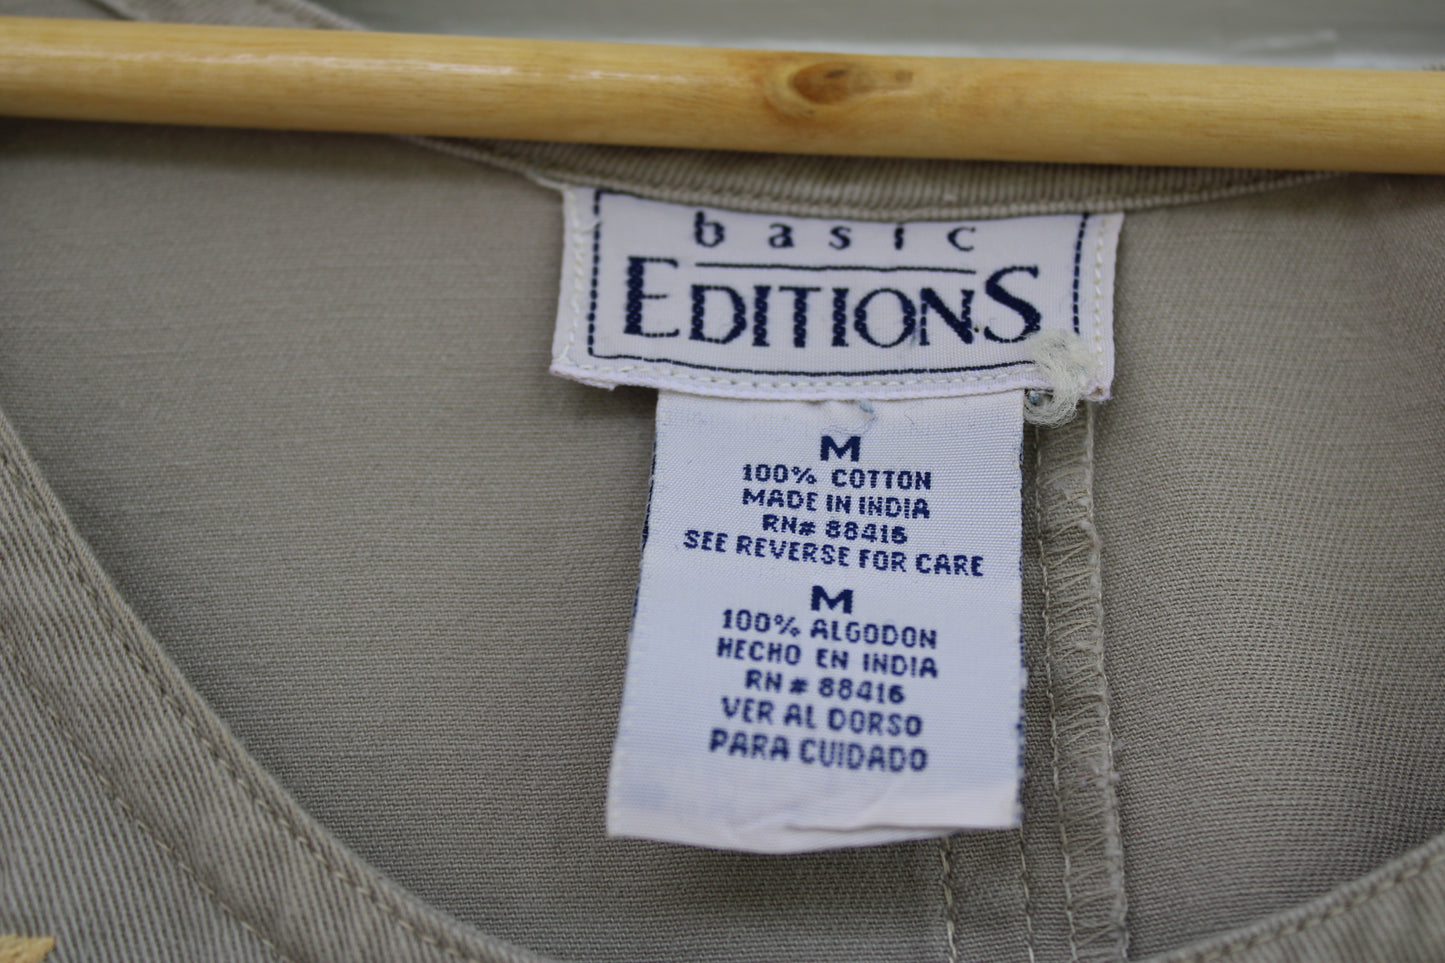 basic
EDITIONS
M
100% COTTON
MADE IN INDIA
RN# 88416
SEE REVERSE FOR CARE
M
100% ALGODON
HECHO EN INDIA
RN # 88416
VER AL DORSO
PARA CUIDADO